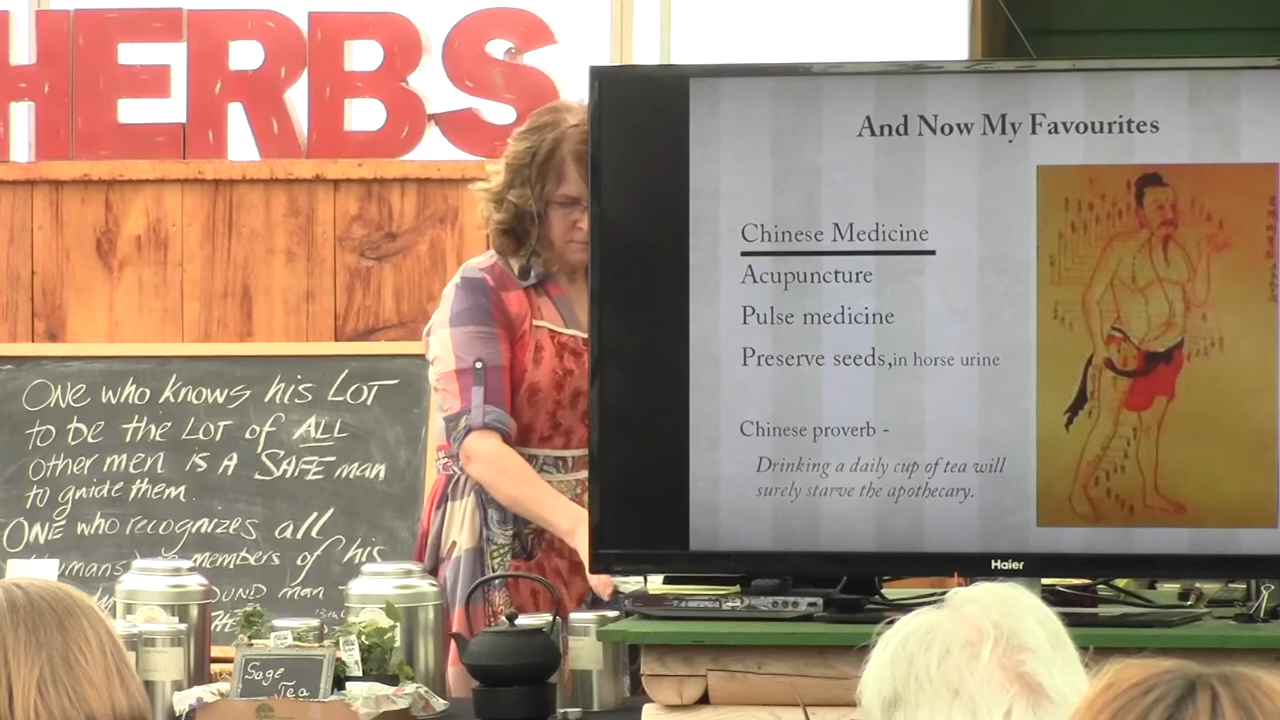 HERBS
And Now My Favourites
Chinese Medicine
Acupuncture
Pulse medicine
Preserve seeds,in horse urine
Chinese proverb -
Drinking a daily cup of tea will
surely starve the apothecary.
Haier
ONE who knows his LOT
to be the LOT of ALL
other men is A SAFE man
to guide them.
ONE who recognizes all
members of his
man
Sage
Tea